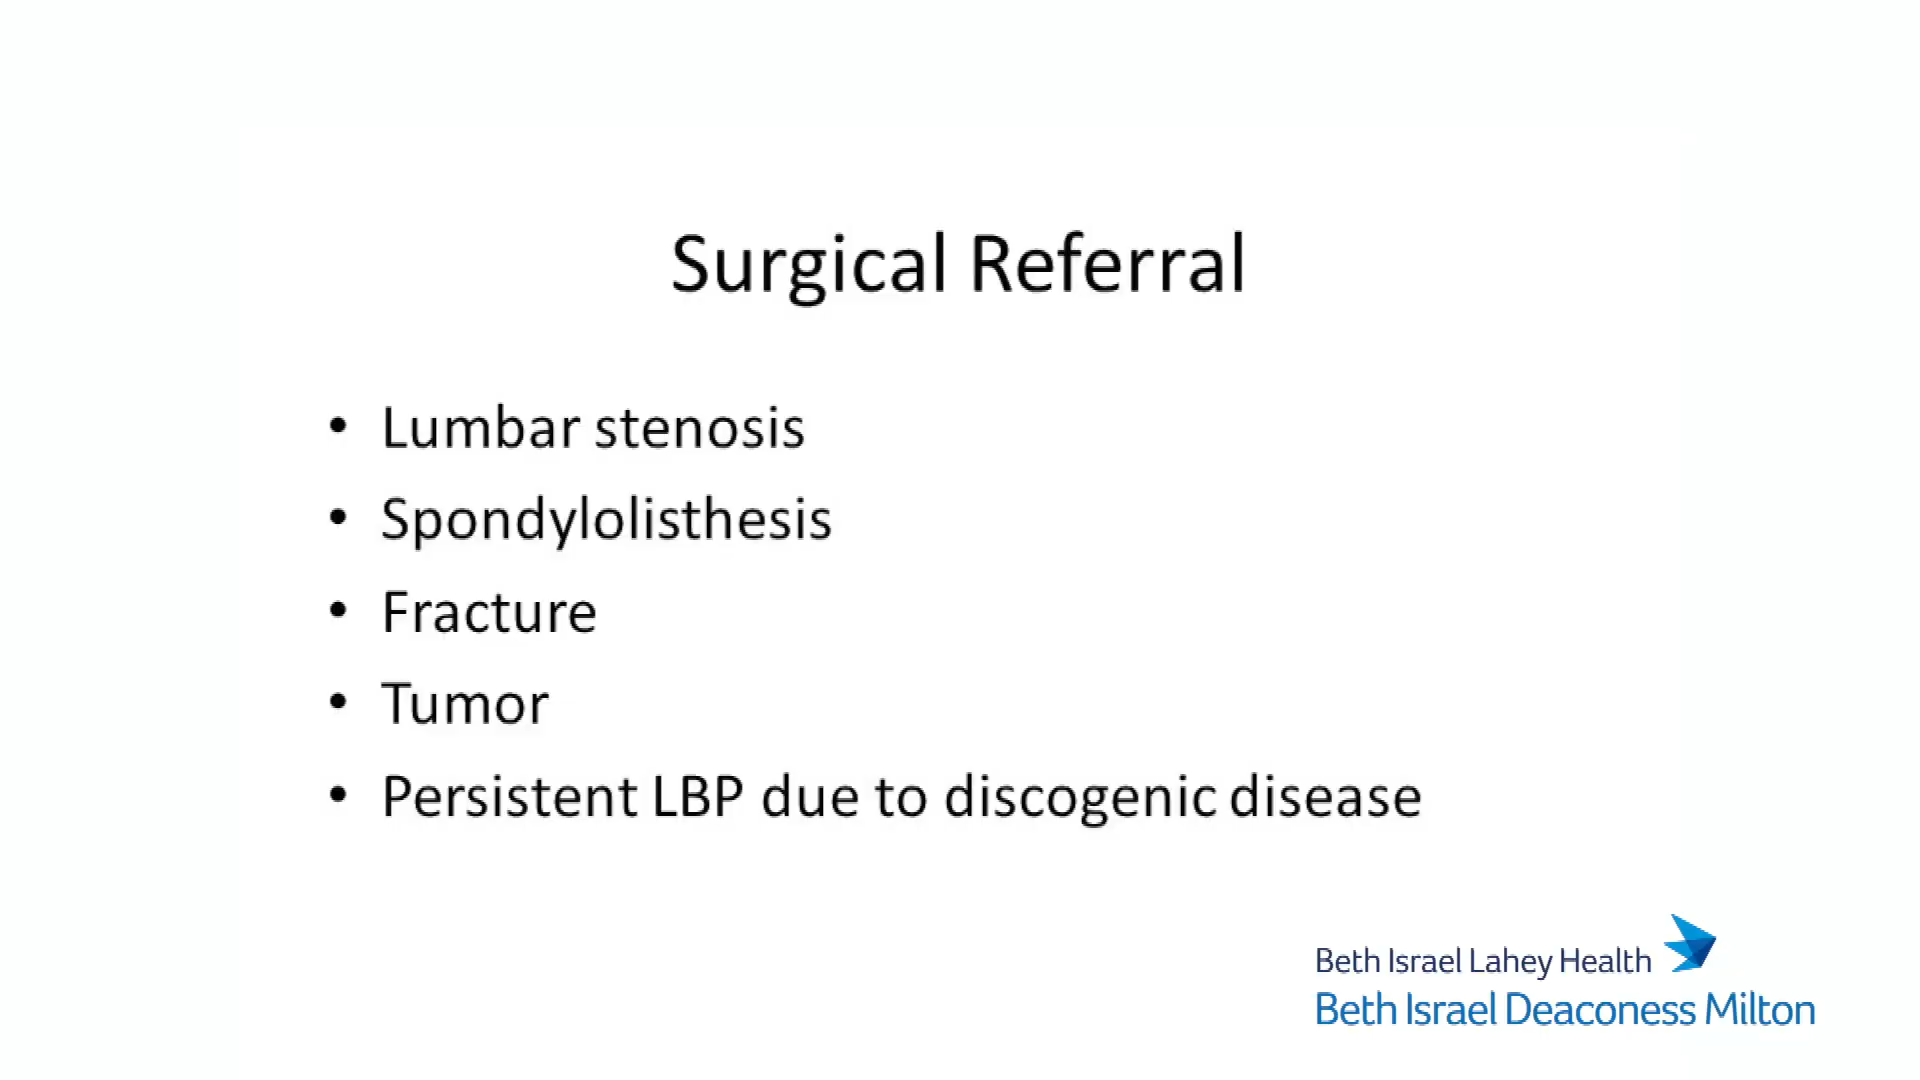 Surgical Referral
• Lumbar stenosis
• Spondylolisthesis
• Fracture
• Tumor
• Persistent LBP due to discogenic disease
Beth Israel Lahey Health
Beth Israel Deaconess Milton